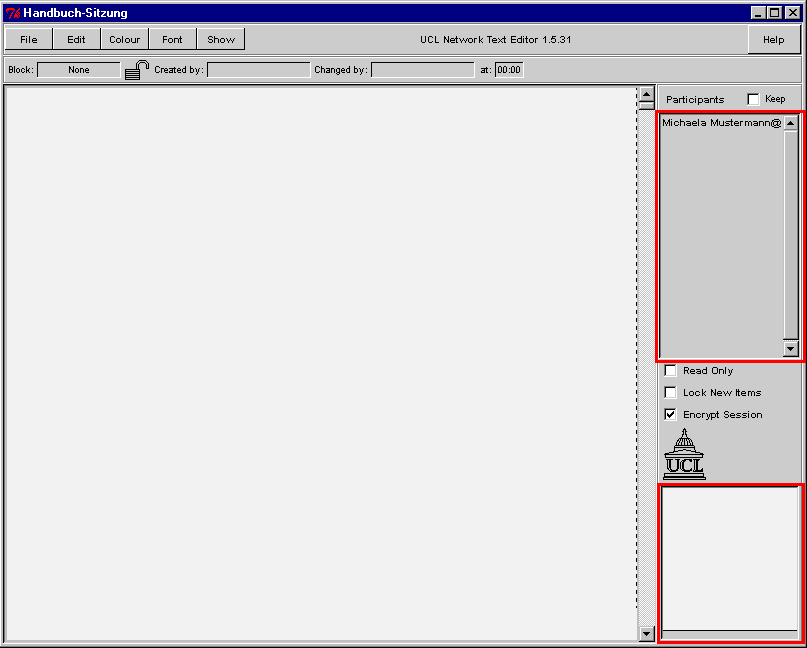 Handbuch-Sitzung
File Edit Colour Font Show UCL Network Text Editor 1.5.31 Help
Block: None Created by: Changed by: at: 00:00
Participants Keep
Michaela Mustermann@
Read Only
Lock New Items
Encrypt Session
UCL